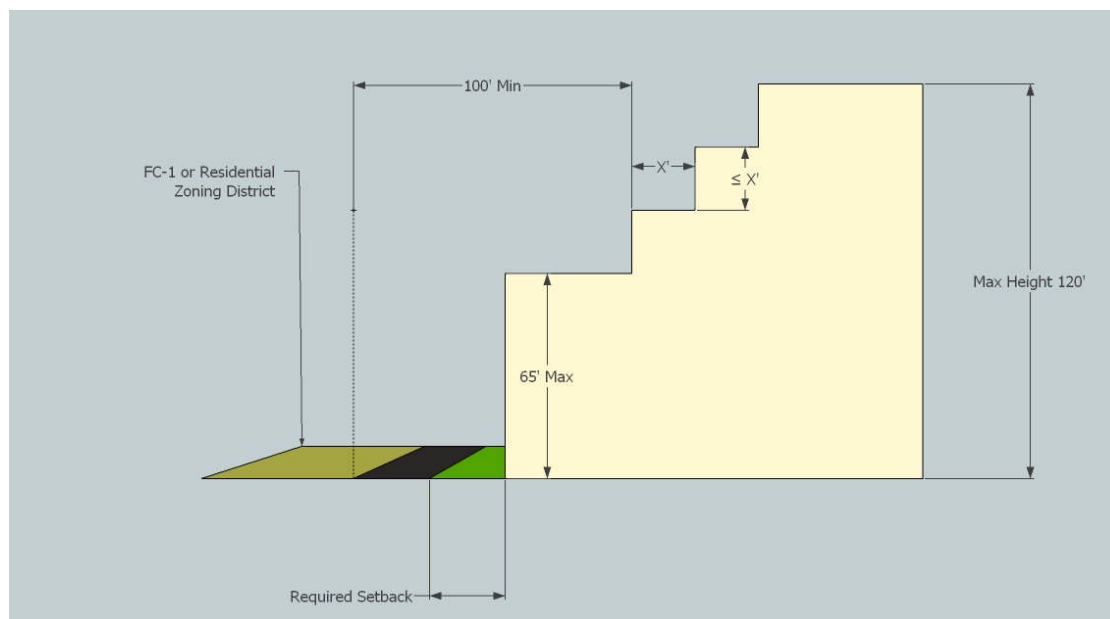 100' Min
FC-1 or Residential
Zoning District
X'
≤ X'
Max Height 120'
65' Max
Required Setback